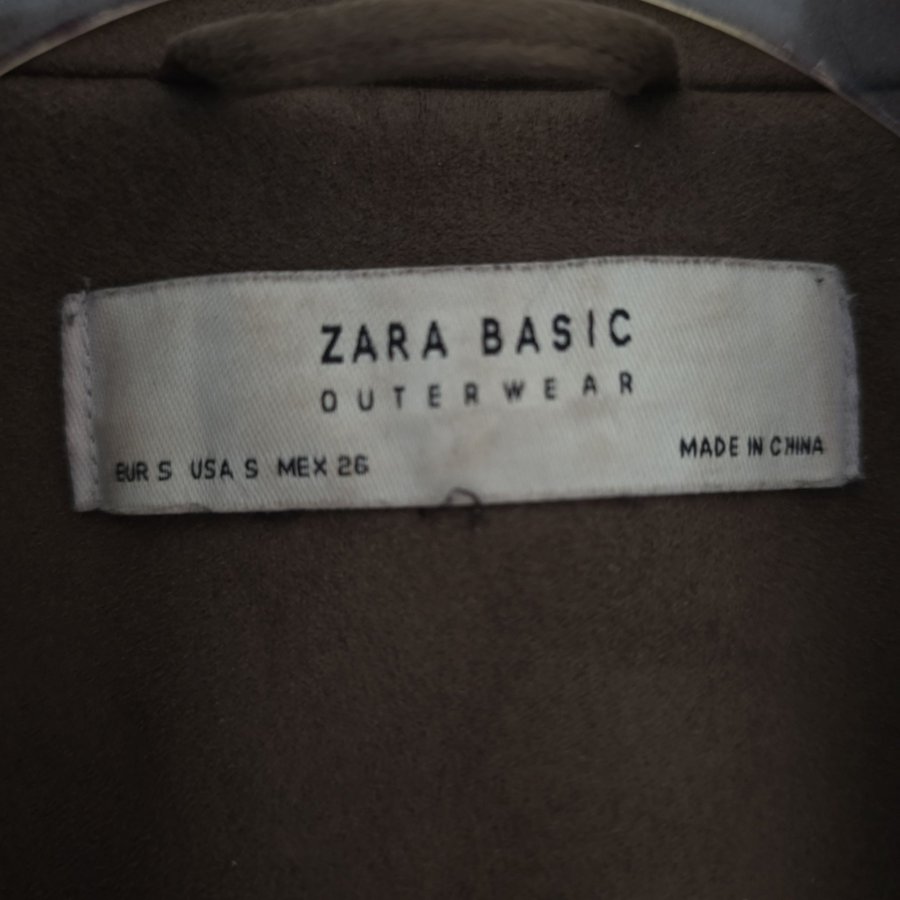 ZARA BASIC
OUTERWEAR
EUR S USA S MEX 26
MADE IN CHINA